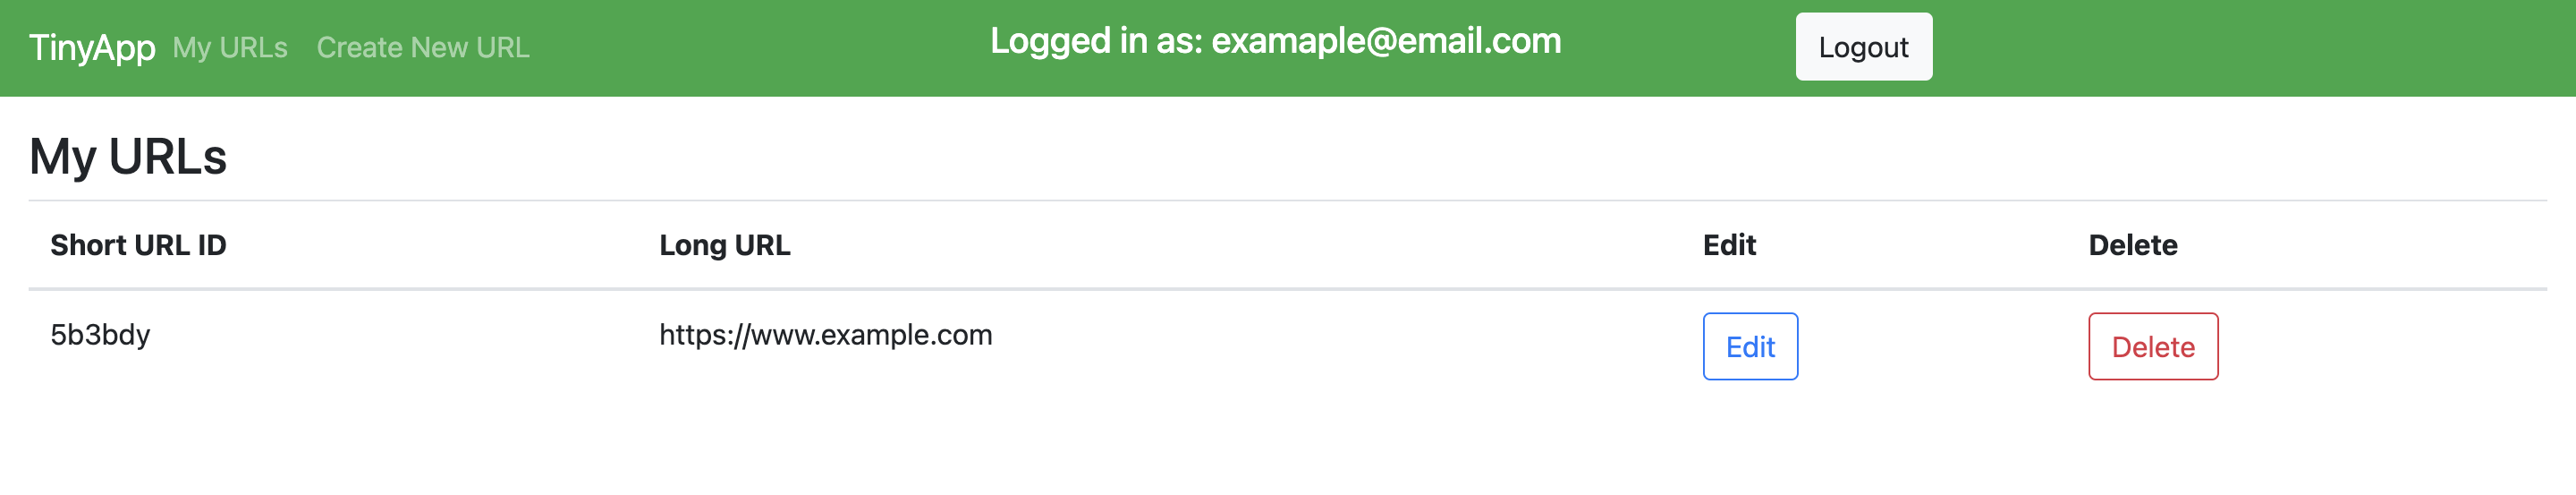 TinyApp My URLs Create New URL Logged in as: examaple@email.com Logout
My URLs
Short URL ID Long URL Edit Delete
5b3bdy https://www.example.com Edit Delete